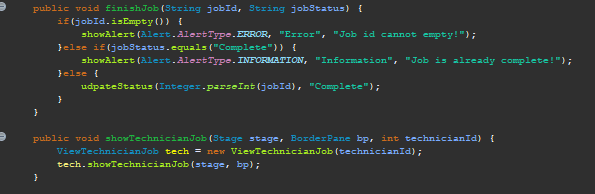 public void finishJob(String jobId, String jobStatus) {
if(jobId.isEmpty()) {
showAlert(Alert.AlertType.ERROR, "Error", "Job id cannot empty!");
}else if(jobStatus.equals("Complete")) {
showAlert(Alert.AlertType.INFORMATION, "Information", "Job is already complete!");
}else {
udpateStatus(Integer.parseInt(jobId), "Complete");
}
}
public void showTechnicianJob(Stage stage, BorderPane bp, int technicianId) {
ViewTechnicianJob tech = new ViewTechnicianJob(technicianId);
tech.showTechnicianJob(stage, bp);
}